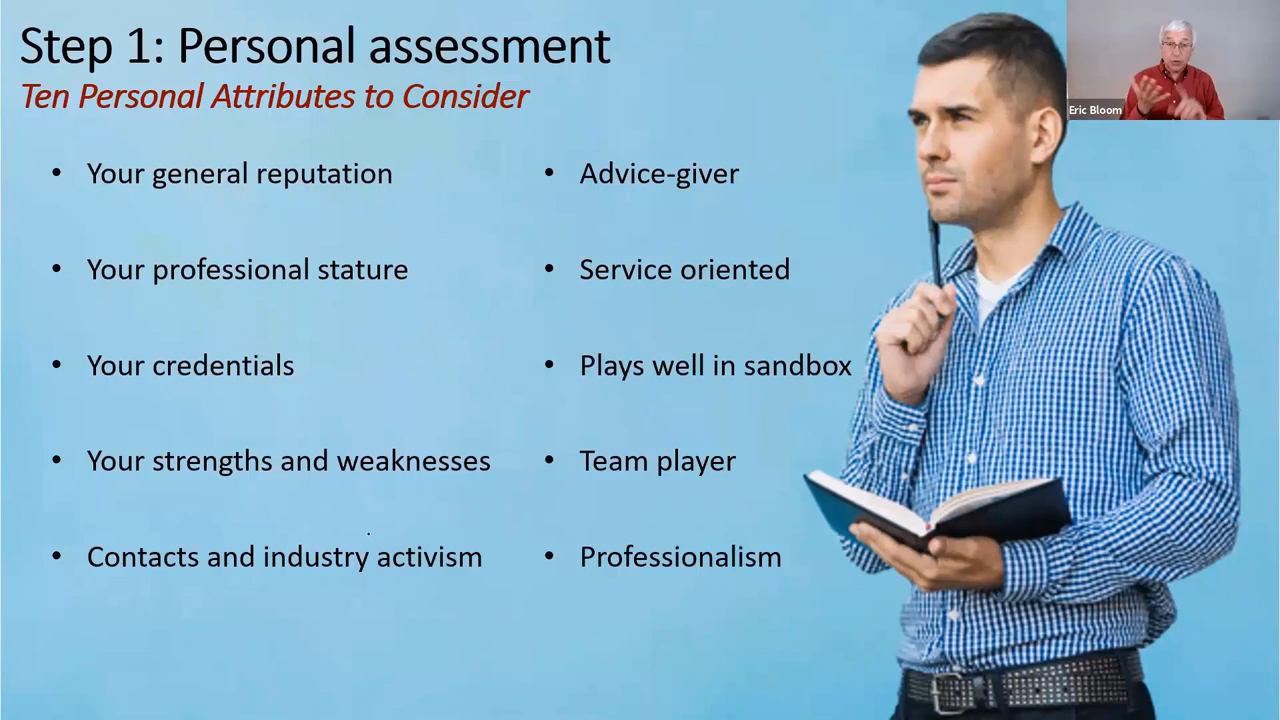 Step 1: Personal assessment
Ten Personal Attributes to Consider
• Your general reputation
• Your professional stature
• Your credentials
• Your strengths and weaknesses
• Contacts and industry activism
• Advice-giver
• Service oriented
• Plays well in sandbox
• Team player
• Professionalism
Eric Bloom